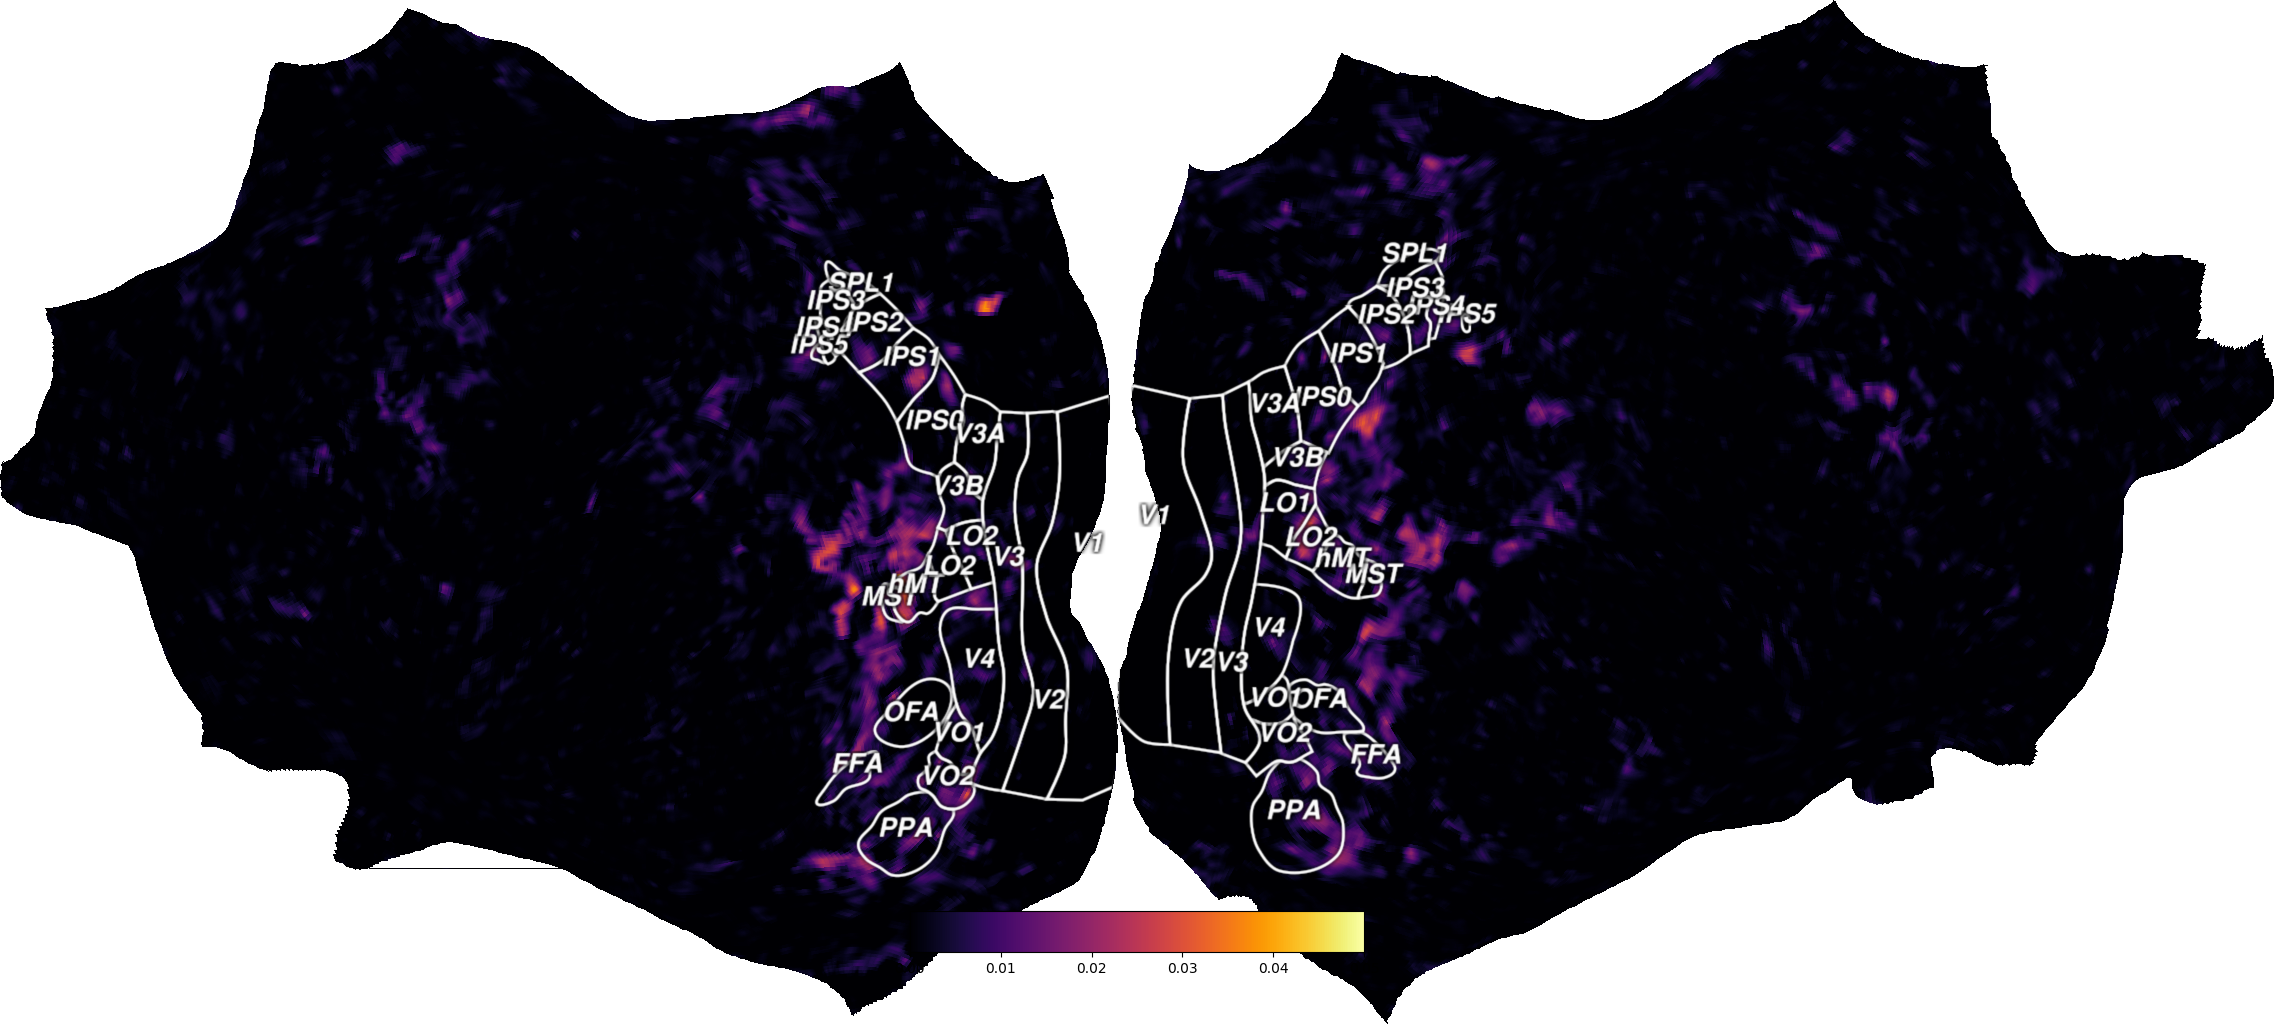 SPL1
IPS3
IPS4
IPS2
IPS5
IPS1
IPS0
V3A
V3B
LO2
V3
V1
LO2
hMT
MST
V4
V2
OFA
VO1
FFA
VO2
PPA
SPL1
IPS3
IPS4
IPS2
IPS5
IPS1
V3A
IPS0
V3B
LO1
V1
LO2
hMT
MST
V4
V2
V3
VO1
OFA
VO2
FFA
PPA
0.01 0.02 0.03 0.04